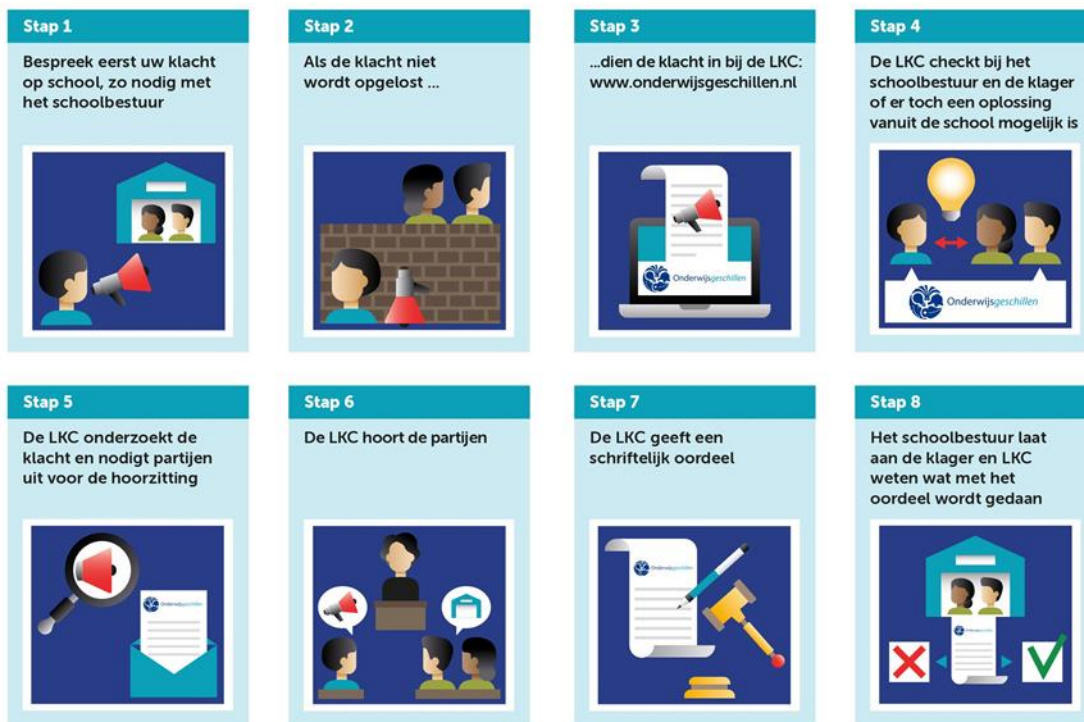 Stap 1
Bespreek eerst uw klacht
op school, zo nodig met
het schoolbestuur
Stap 2
Als de klacht niet
wordt opgelost ...
Stap 3
...dien de klacht in bij de LKC:
www.onderwijsgeschillen.nl
Onderwijsgeschillen
Stap 4
De LKC checkt bij het
schoolbestuur en de klager
of er toch een oplossing
vanuit de school mogelijk is
Onderwijsgeschillen
Stap 5
De LKC onderzoekt de
klacht en nodigt partijen
uit voor de hoorzitting
Onderwijsgeschillen
Stap 6
De LKC hoort de partijen
Stap 7
De LKC geeft een
schriftelijk oordeel
Onderwijsgeschillen
Stap 8
Het schoolbestuur laat
aan de klager en LKC
weten wat met het
oordeel wordt gedaan
Onderwijsgeschillen